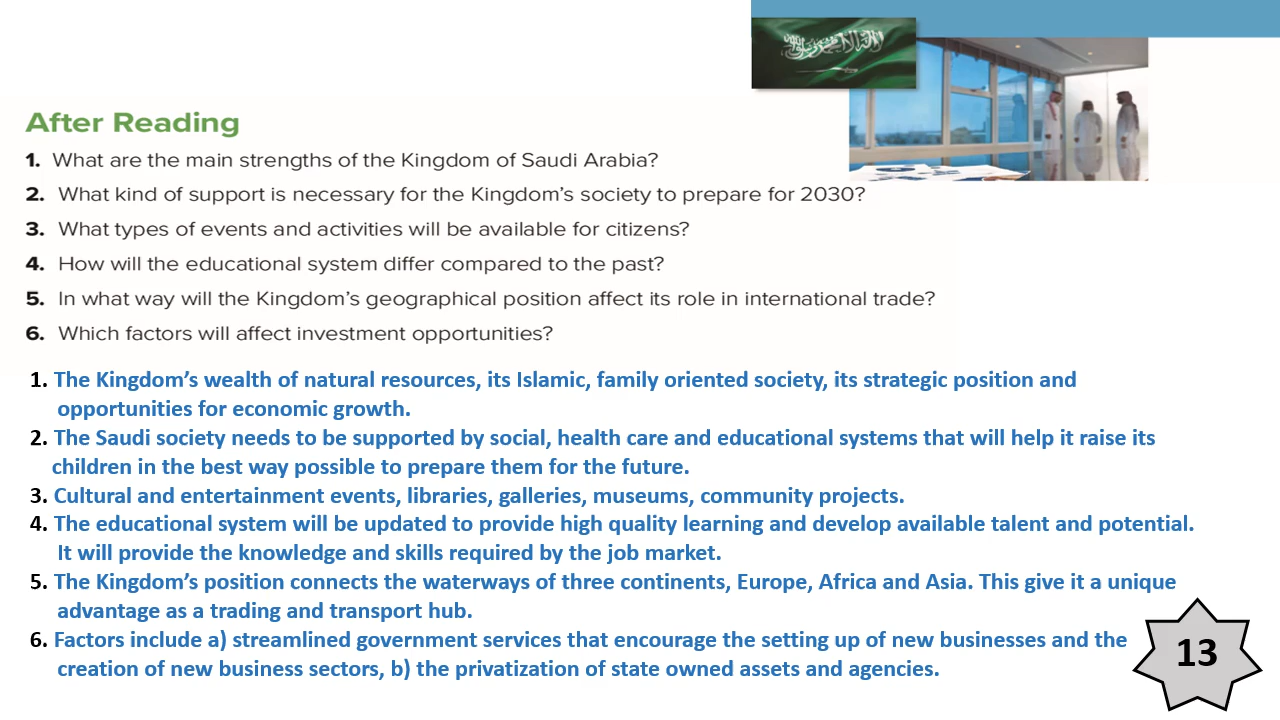 لا إله إلا الله محمد رسول الله
After Reading
1. What are the main strengths of the Kingdom of Saudi Arabia?
2. What kind of support is necessary for the Kingdom's society to prepare for 2030?
3. What types of events and activities will be available for citizens?
4. How will the educational system differ compared to the past?
5. In what way will the Kingdom's geographical position affect its role in international trade?
6. Which factors will affect investment opportunities?
1. The Kingdom's wealth of natural resources, its Islamic, family oriented society, its strategic position and
opportunities for economic growth.
2. The Saudi society needs to be supported by social, health care and educational systems that will help it raise its
children in the best way possible to prepare them for the future.
3. Cultural and entertainment events, libraries, galleries, museums, community projects.
4. The educational system will be updated to provide high quality learning and develop available talent and potential.
It will provide the knowledge and skills required by the job market.
5. The Kingdom's position connects the waterways of three continents, Europe, Africa and Asia. This give it a unique
advantage as a trading and transport hub.
6. Factors include a) streamlined government services that encourage the setting up of new businesses and the
creation of new business sectors, b) the privatization of state owned assets and agencies.
13